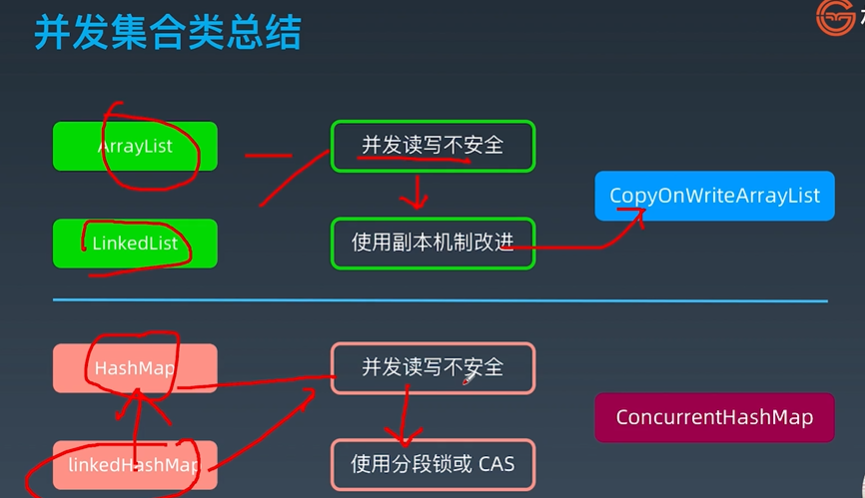 并发集合类总结
ArrayList
并发读写不安全
CopyOnWriteArrayList
LinkedList
使用副本机制改进
HashMap
并发读写不安全
ConcurrentHashMap
linkedHashMap
使用分段锁或 CAS